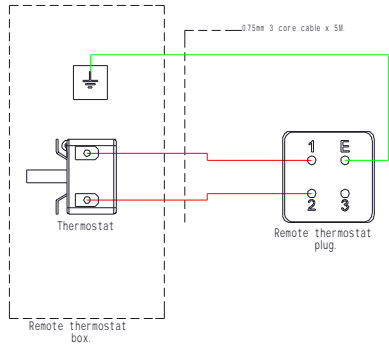 0.75mm 3 core cable x 5M.
1 E
2 3
Thermostat
Remote thermostat
plug.
Remote thermostat
box.